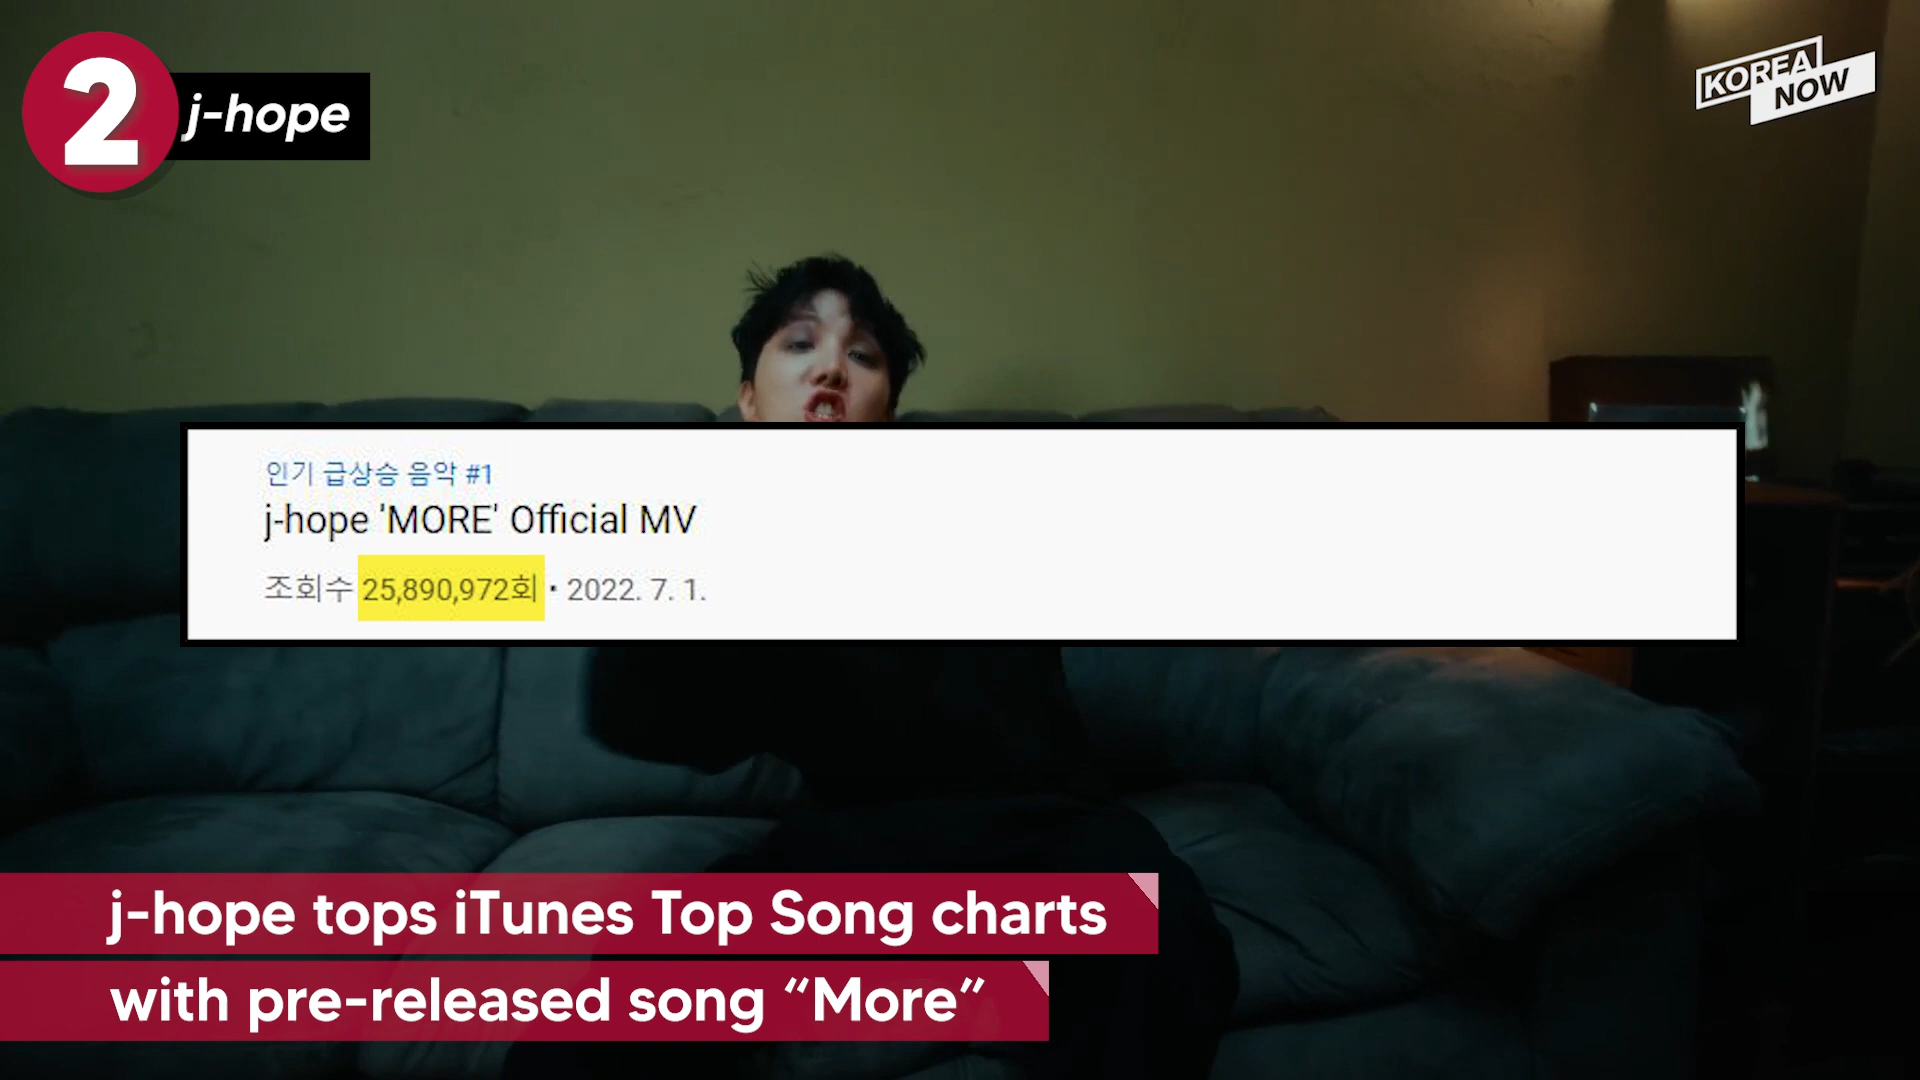 2
j-hope
KOREA
NOW
인기 급상승 음악 #1
j-hope 'MORE' Official MV
조회수 25,890,972회 • 2022. 7. 1.
j-hope tops iTunes Top Song charts
with pre-released song “More”